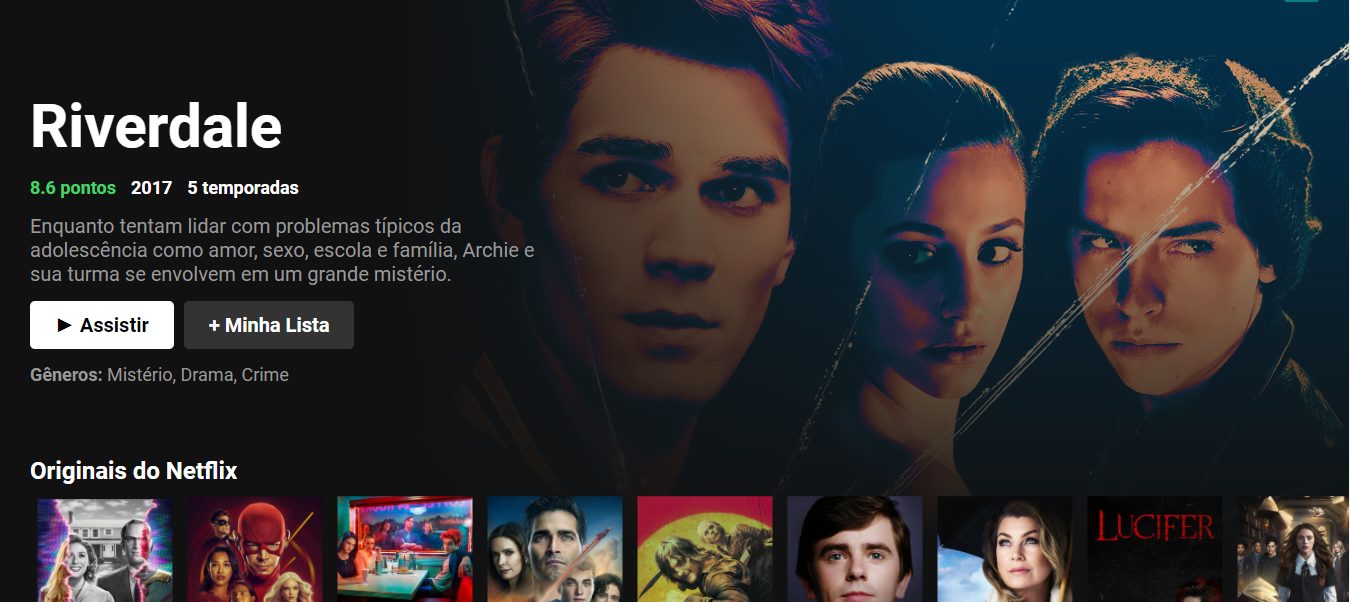 Riverdale
8.6 pontos 2017 5 temporadas
Enquanto tentam lidar com problemas típicos da
adolescência como amor, sexo, escola e família, Archie e
sua turma se envolvem em um grande mistério.
► Assistir + Minha Lista
Gêneros: Mistério, Drama, Crime
Originais do Netflix
LUCIFER